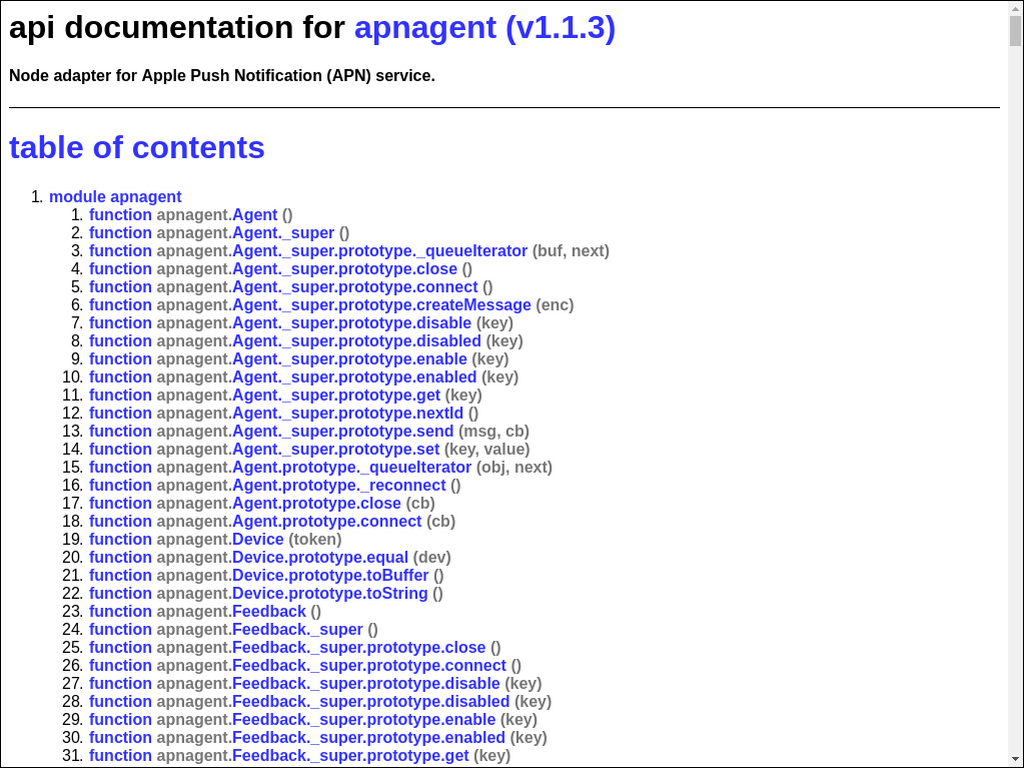 api documentation for apnagent (v1.1.3)
Node adapter for Apple Push Notification (APN) service.
table of contents
1. module apnagent
1. function apnagent.Agent ()
2. function apnagent.Agent._super ()
3. function apnagent.Agent._super.prototype._queueIterator (buf, next)
4. function apnagent.Agent._super.prototype.close ()
5. function apnagent.Agent._super.prototype.connect ()
6. function apnagent.Agent._super.prototype.createMessage (enc)
7. function apnagent.Agent._super.prototype.disable (key)
8. function apnagent.Agent._super.prototype.disabled (key)
9. function apnagent.Agent._super.prototype.enable (key)
10. function apnagent.Agent._super.prototype.enabled (key)
11. function apnagent.Agent._super.prototype.get (key)
12. function apnagent.Agent._super.prototype.nextId ()
13. function apnagent.Agent._super.prototype.send (msg, cb)
14. function apnagent.Agent._super.prototype.set (key, value)
15. function apnagent.Agent.prototype._queueIterator (obj, next)
16. function apnagent.Agent.prototype._reconnect ()
17. function apnagent.Agent.prototype.close (cb)
18. function apnagent.Agent.prototype.connect (cb)
19. function apnagent.Device (token)
20. function apnagent.Device.prototype.equal (dev)
21. function apnagent.Device.prototype.toBuffer ()
22. function apnagent.Device.prototype.toString ()
23. function apnagent.Feedback ()
24. function apnagent.Feedback._super ()
25. function apnagent.Feedback._super.prototype.close ()
26. function apnagent.Feedback._super.prototype.connect ()
27. function apnagent.Feedback._super.prototype.disable (key)
28. function apnagent.Feedback._super.prototype.disabled (key)
29. function apnagent.Feedback._super.prototype.enable (key)
30. function apnagent.Feedback._super.prototype.enabled (key)
31. function apnagent.Feedback._super.prototype.get (key)